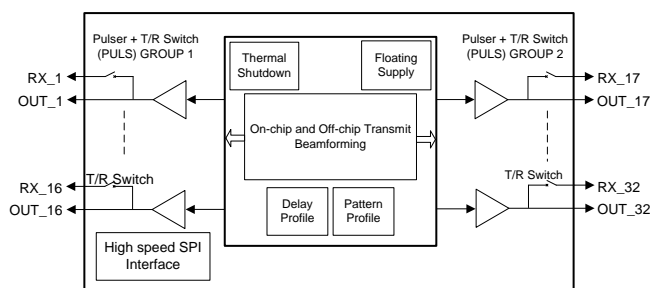 Pulser + T/R Switch
(PULS) GROUP 1
Thermal
Shutdown
Floating
Supply
Pulser + T/R Switch
(PULS) GROUP 2
RX_1
OUT_1
RX_17
OUT_17
On-chip and Off-chip Transmit
Beamforming
T/R Switch
RX_16
OUT_16
T/R Switch
RX_32
OUT_32
Delay
Profile
Pattern
Profile
High speed SPI
Interface